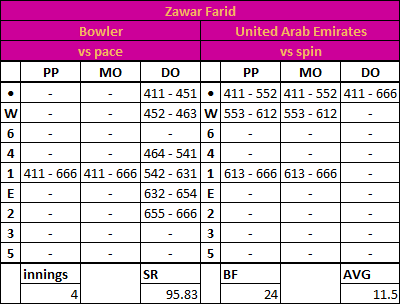 Zawar Farid
Bowler United Arab Emirates
vs pace vs spin
PP MO DO PP MO DO
• - - 411 - 451 • 411 - 552 411 - 552 411 - 666
W - - 452 - 463 W 553 - 612 553 - 612 -
6 - - - 6 - - -
4 - - 464 - 541 4 - - -
1 411 - 666 411 - 666 542 - 631 1 613 - 666 613 - 666 -
E - - 632 - 654 E - - -
2 - - 655 - 666 2 - - -
3 - - - 3 - - -
5 - - - 5 - - -
innings SR BF AVG
4 95.83 24 11.5